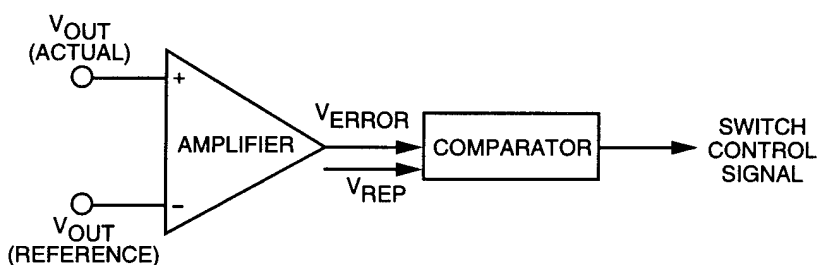 VOUT
(ACTUAL)
+
AMPLIFIER
VERROR
COMPARATOR
SWITCH
CONTROL
SIGNAL
VREP
–
VOUT
(REFERENCE)